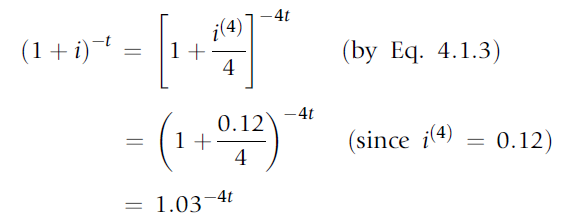 (1 + i)^{-t} = [1 + i^{(4)}/4]^{-4t} (by Eq. 4.1.3)
= (1 + 0.12/4)^{-4t} (since i^{(4)} = 0.12)
= 1.03^{-4t}